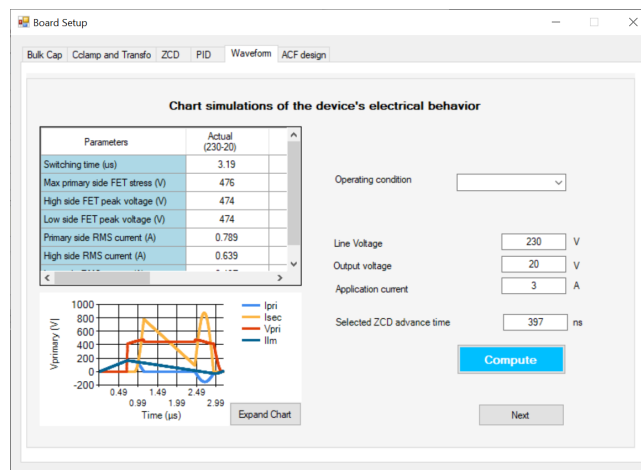 Board Setup
Bulk Cap Cclamp and Transfo ZCD PID Waveform ACF design
Chart simulations of the device's electrical behavior
Parameters Actual (230-20)
Switching time (us) 3.19
Max primary side FET stress (V) 476
High side FET peak voltage (V) 474
Low side FET peak voltage (V) 474
Primary side RMS current (A) 0.789
High side RMS current (A) 0.639
Operating condition
Line Voltage 230 V
Output voltage 20 V
Application current 3 A
Selected ZCD advance time 397 ns
Compute
Next
Vprimary [V]
1000
800
600
400
200
0
-200
0.49 1.49 2.49
0.99 1.99 2.99
Time (µs)
Ipri
Isec
Vpri
Ilm
Expand Chart